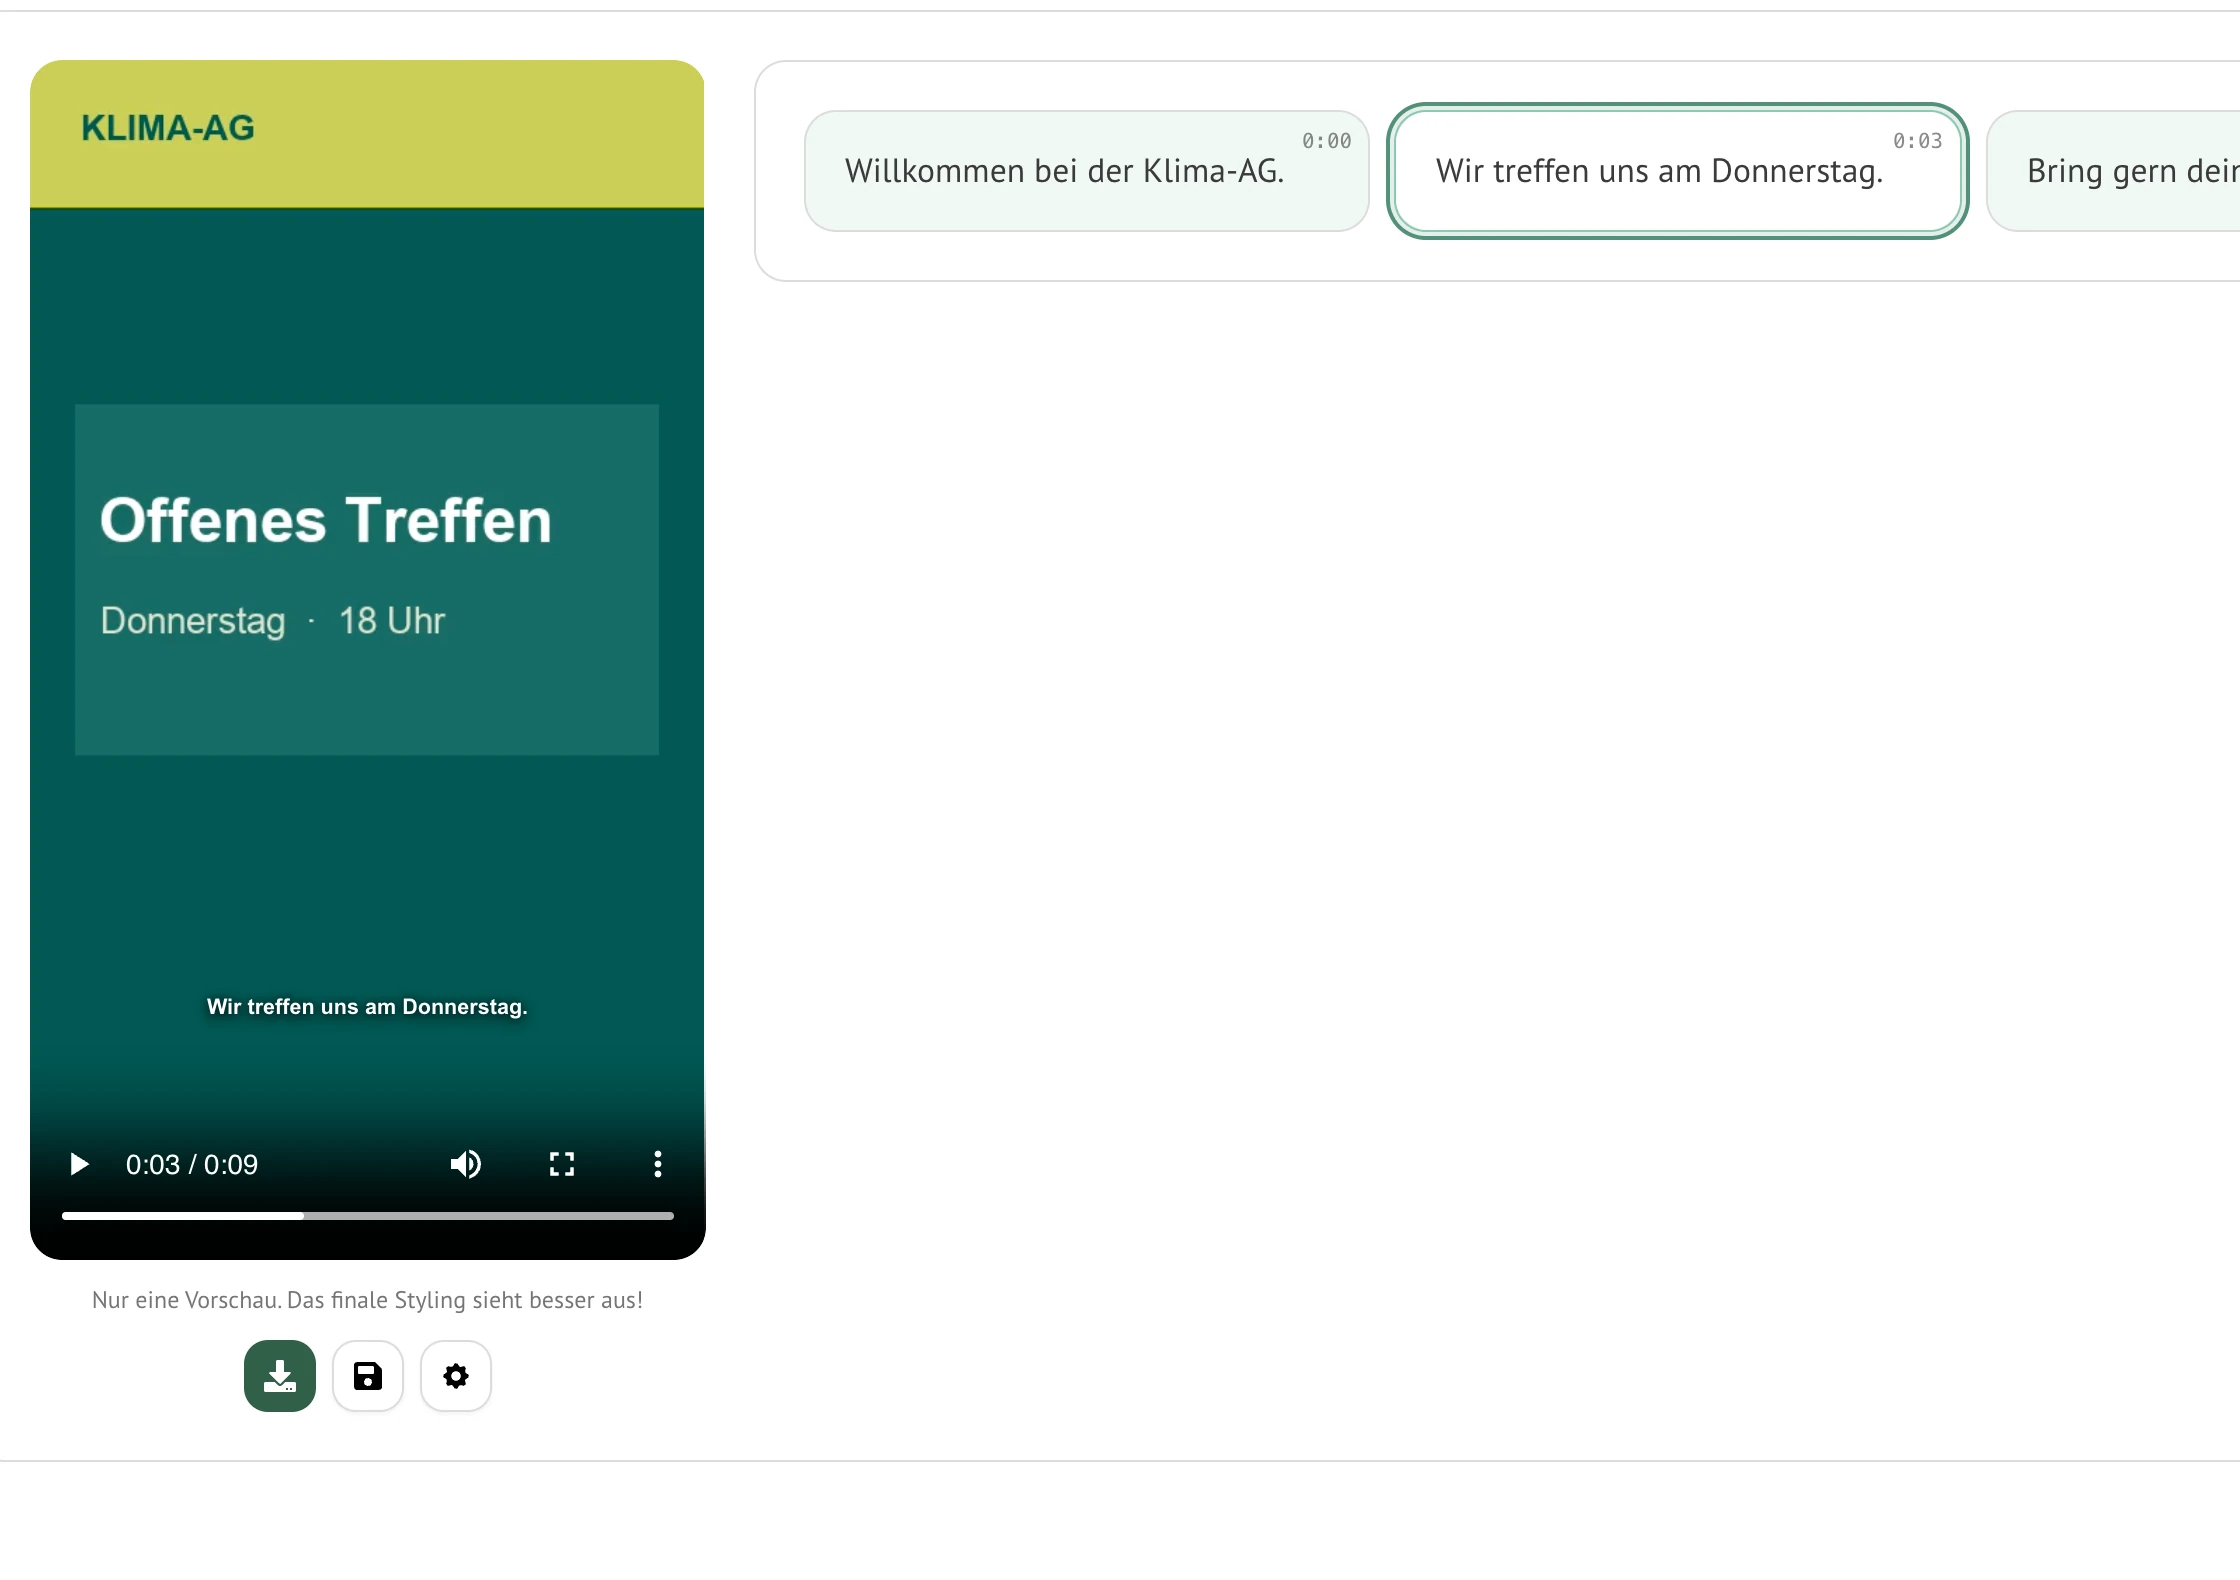 KLIMA-AG
Offenes Treffen
Donnerstag · 18 Uhr
Wir treffen uns am Donnerstag.
0:03 / 0:09
Nur eine Vorschau. Das finale Styling sieht besser aus!
0:00
Willkommen bei der Klima-AG.
0:03
Wir treffen uns am Donnerstag.
Bring gern